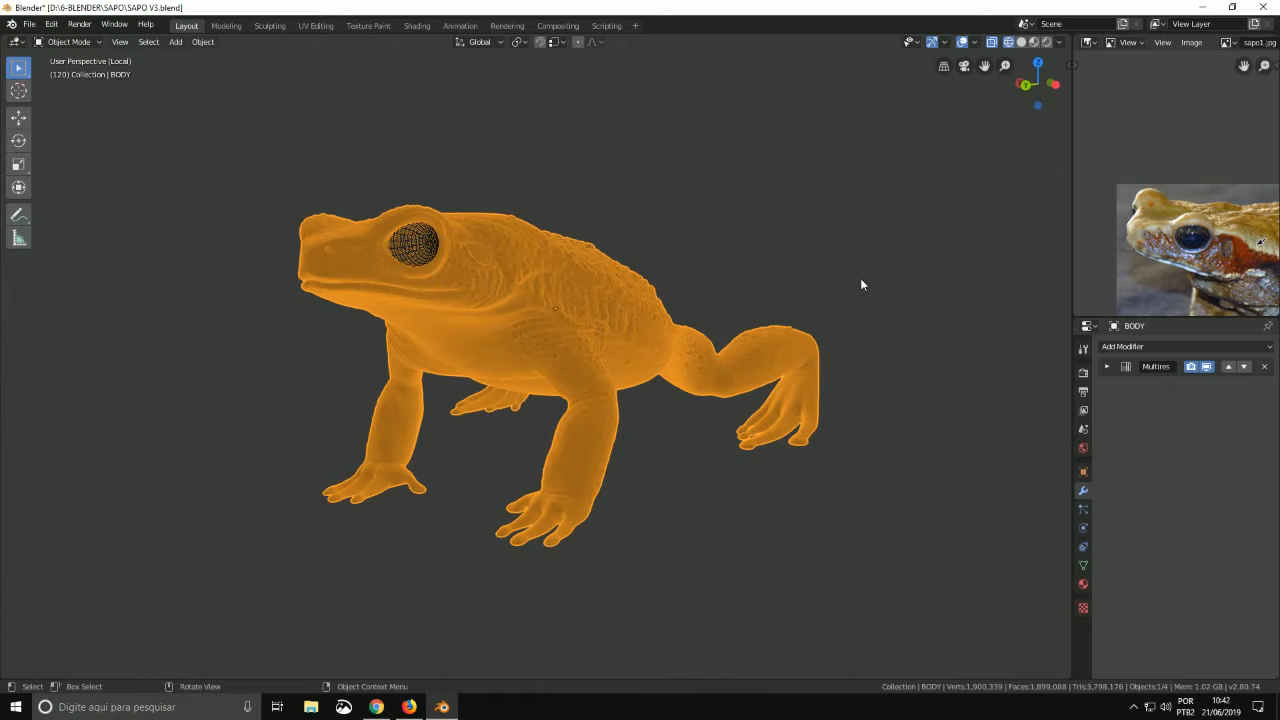 Blender* [D:\6-BLENDER\SAPO\SAPO V3.blend]
File Edit Render Window Help Layout Modeling Sculpting UV Editing Texture Paint Shading Animation Rendering Compositing Scripting + Scene View Layer
Object Mode View Select Add Object Global View View Image sapo1.jpg
User Perspective (Local)
(120) Collection | BODY
Z
Y
BODY
Add Modifier
Multires
Select Box Select Rotate View Object Context Menu Collection | BODY | Verts:1,900,339 | Faces:1,899,088 | Tris:3,798,176 | Objects:1/4 | Mem: 1.02 GB | v2.80.74
Digite aqui para pesquisar
POR
PTB2
10:42
21/06/2019